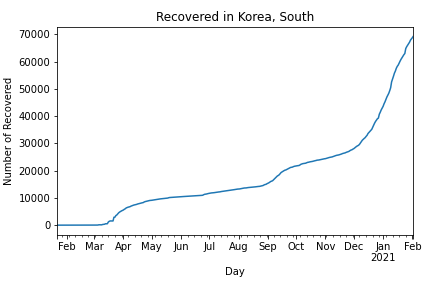 Recovered in Korea, South
Number of Recovered
70000
60000
50000
40000
30000
20000
10000
0
Feb Mar Apr May Jun Jul Aug Sep Oct Nov Dec Jan Feb
2021
Day